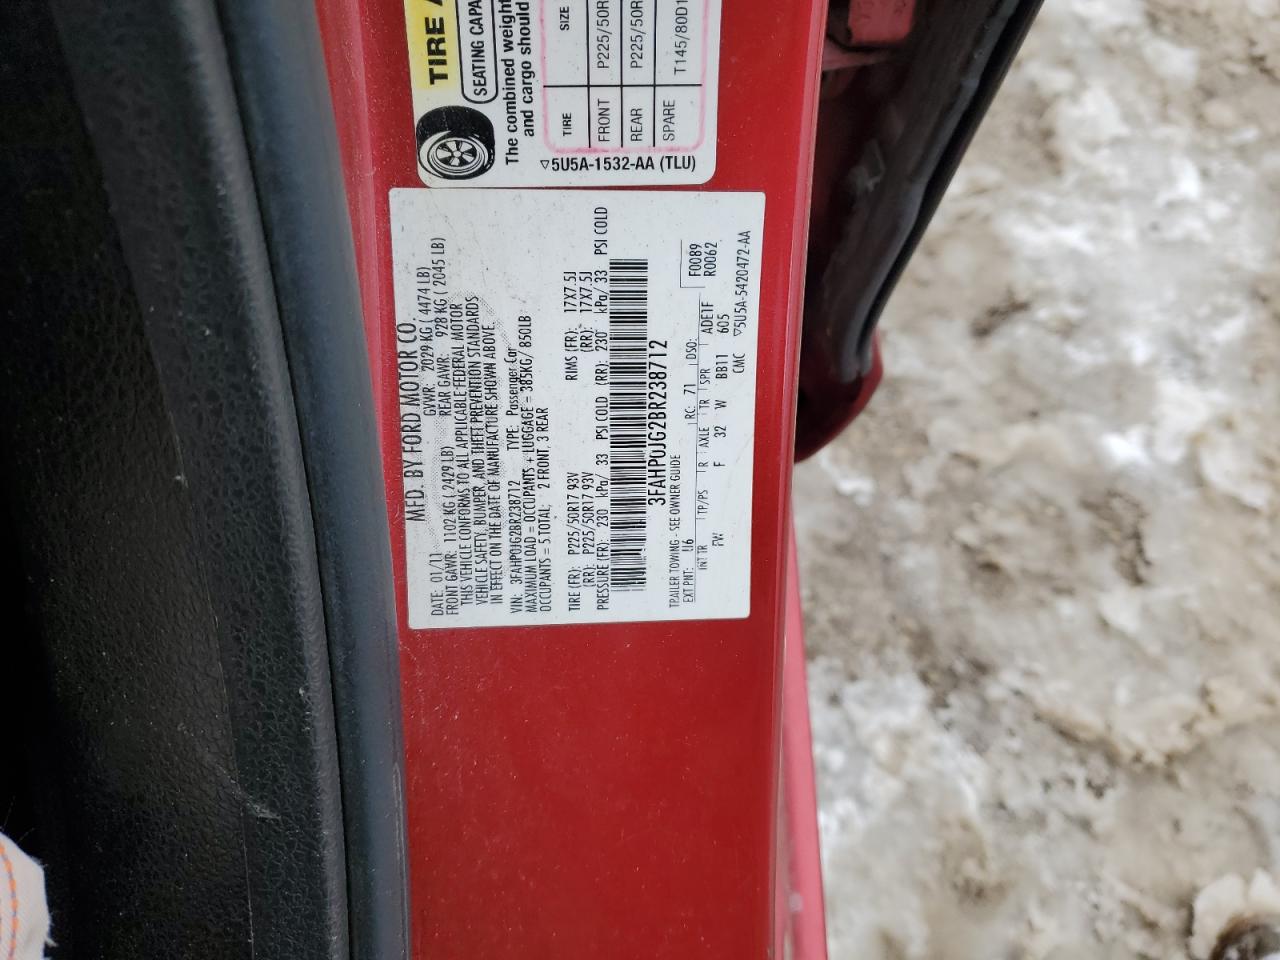 TIRE A
SEATING CAPA
The combined weight
and cargo should
TIRE SIZE
FRONT P225/50R
REAR P225/50R
SPARE T145/80D1
▽5U5A-1532-AA (TLU)
MFD. BY FORD MOTOR CO.
DATE: 01/11 GVWR: 2029 KG ( 4474 LB)
FRONT GAWR: 1102 KG ( 2429 LB) REAR GAWR: 928 KG ( 2045 LB)
THIS VEHICLE CONFORMS TO ALL APPLICABLE FEDERAL MOTOR
VEHICLE SAFETY, BUMPER, AND THEFT PREVENTION STANDARDS
IN EFFECT ON THE DATE OF MANUFACTURE SHOWN ABOVE.
VIN: 3FAHP0JG2BR238712 TYPE: Passenger Car
MAXIMUM LOAD = OCCUPANTS + LUGGAGE = 385KG/ 850LB
OCCUPANTS = 5 TOTAL: 2 FRONT, 3 REAR
TIRE (FR): P225/50R17 93V RIMS (FR): 17X7.5J
(RR): P225/50R17 93V (RR): 17X7.5J
PRESSURE (FR): 230 kPa/ 33 PSI COLD (RR): 230 kPa/ 33 PSI COLD
3FAHP0JG2BR238712
TRAILER TOWING - SEE OWNER GUIDE
F0089
R0062
EXT PNT: U6 RC: 71 DSO:
INT TR TP/PS R AXLE TR SPR ADE1F
FW F 32 W BB11 605
CMC ▽5U5A-5420472-AA